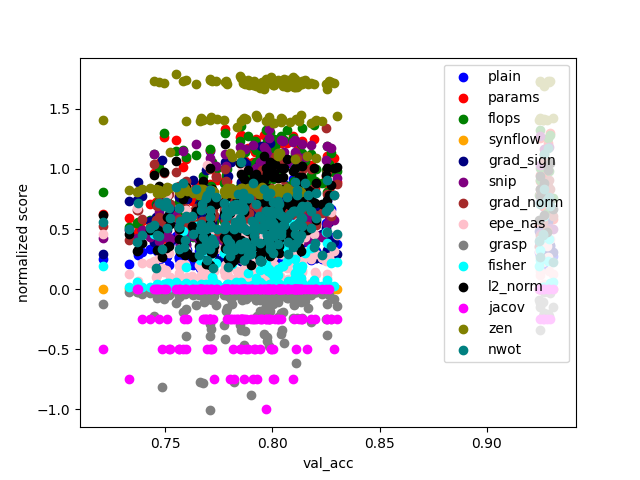 normalized score
1.5
1.0
0.5
0.0
−0.5
−1.0
0.75
0.80
0.85
0.90
val_acc
plain
params
flops
synflow
grad_sign
snip
grad_norm
epe_nas
grasp
fisher
l2_norm
jacov
zen
nwot